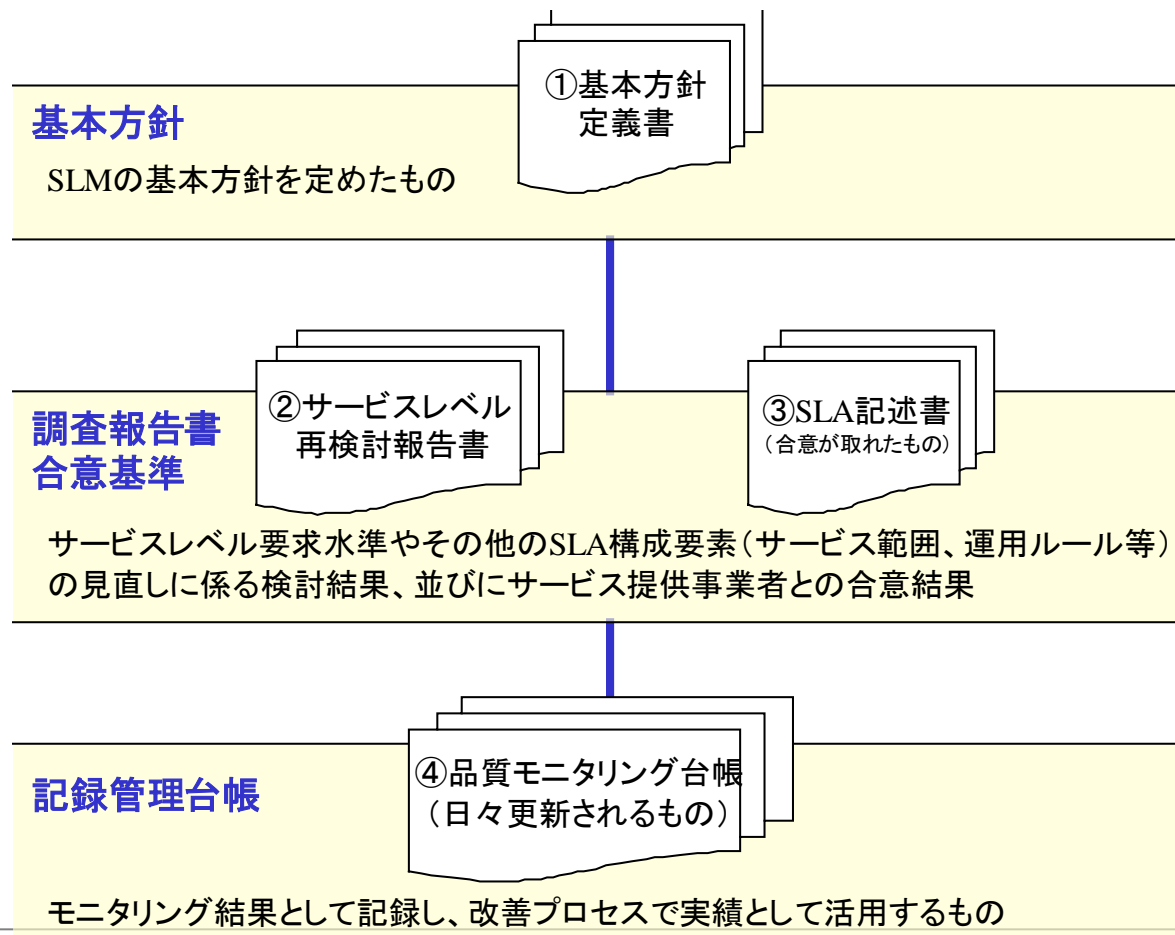 ①基本方針
定義書
基本方針
SLMの基本方針を定めたもの
②サービスレベル
再検討報告書
③SLA記述書
（合意が取れたもの）
調査報告書
合意基準
サービスレベル要求水準やその他のSLA構成要素（サービス範囲、運用ルール等）
の見直しに係る検討結果、並びにサービス提供事業者との合意結果
④品質モニタリング台帳
（日々更新されるもの）
記録管理台帳
モニタリング結果として記録し、改善プロセスで実績として活用するもの